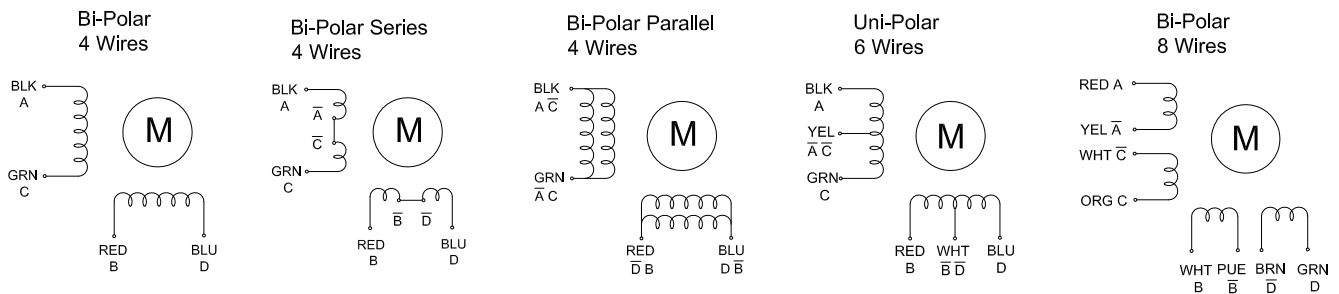 Bi-Polar
4 Wires
BLK
A
GRN
C
M
RED
B
BLU
D
Bi-Polar Series
4 Wires
BLK
A
A̅
C̅
GRN
C
M
B̅
D̅
RED
B
BLU
D
Bi-Polar Parallel
4 Wires
BLK
A C̅
GRN
A̅ C
M
RED
D̅ B
BLU
D B̅
Uni-Polar
6 Wires
BLK
A
YEL
A̅ C̅
GRN
C
M
RED
B
WHT
B̅ D̅
BLU
D
Bi-Polar
8 Wires
RED A
YEL A̅
WHT C̅
ORG C
M
WHT
B
PUE
B̅
BRN
D̅
GRN
D